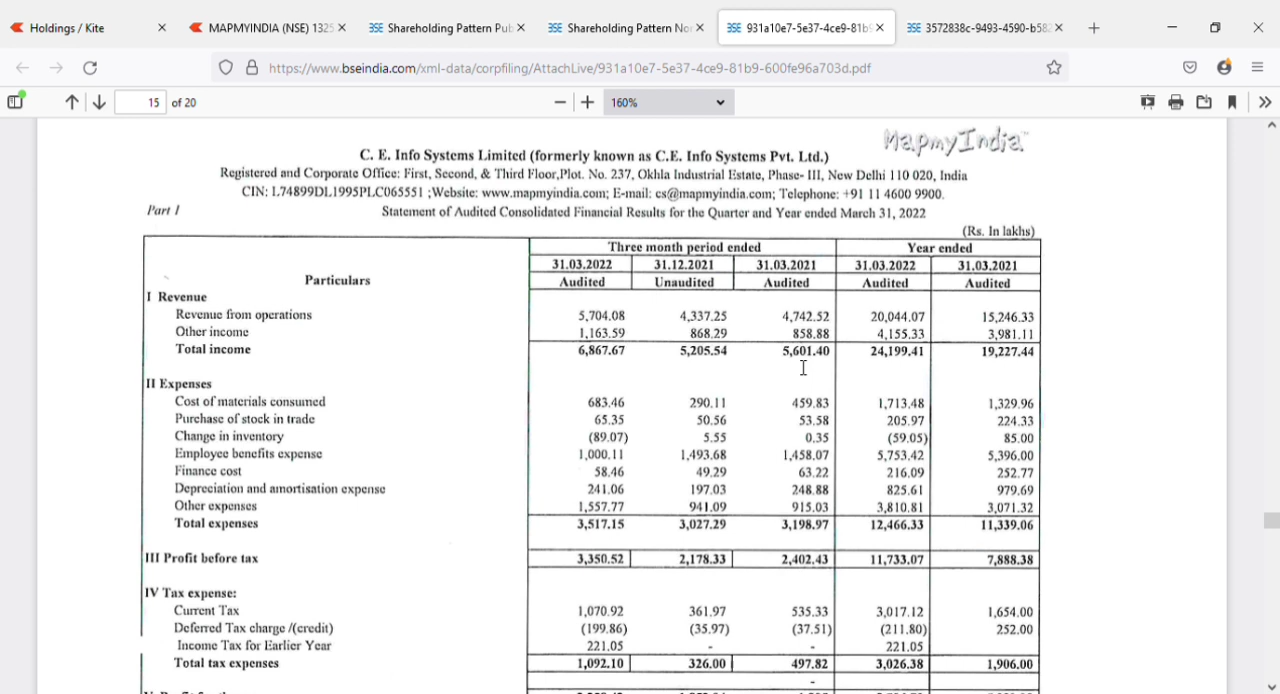 Holdings / Kite
MAPMYINDIA (NSE) 1325
Shareholding Pattern Pub
Shareholding Pattern Nor
931a10e7-5e37-4ce9-81b9
3572838c-9493-4590-b582
https://www.bseindia.com/xml-data/corpfiling/AttachLive/931a10e7-5e37-4ce9-81b9-600fe96a703d.pdf
15 of 20
160%
MapmyIndia™
C. E. Info Systems Limited (formerly known as C.E. Info Systems Pvt. Ltd.)
Registered and Corporate Office: First, Second, & Third Floor,Plot. No. 237, Okhla Industrial Estate, Phase- III, New Delhi 110 020, India
CIN: L74899DL1995PLC065551 ;Website: www.mapmyindia.com; E-mail: cs@mapmyindia.com; Telephone: +91 11 4600 9900.
Part I Statement of Audited Consolidated Financial Results for the Quarter and Year ended March 31, 2022
(Rs. In lakhs)
Three month period ended Year ended
31.03.2022 31.12.2021 31.03.2021 31.03.2022 31.03.2021
Particulars Audited Unaudited Audited Audited Audited
I Revenue
Revenue from operations 5,704.08 4,337.25 4,742.52 20,044.07 15,246.33
Other income 1,163.59 868.29 858.88 4,155.33 3,981.11
Total income 6,867.67 5,205.54 5,601.40 24,199.41 19,227.44
II Expenses
Cost of materials consumed 683.46 290.11 459.83 1,713.48 1,329.96
Purchase of stock in trade 65.35 50.56 53.58 205.97 224.33
Change in inventory (89.07) 5.55 0.35 (59.05) 85.00
Employee benefits expense 1,000.11 1,493.68 1,458.07 5,753.42 5,396.00
Finance cost 58.46 49.29 63.22 216.09 252.77
Depreciation and amortisation expense 241.06 197.03 248.88 825.61 979.69
Other expenses 1,557.77 941.09 915.03 3,810.81 3,071.32
Total expenses 3,517.15 3,027.29 3,198.97 12,466.33 11,339.06
III Profit before tax 3,350.52 2,178.33 2,402.43 11,733.07 7,888.38
IV Tax expense:
Current Tax 1,070.92 361.97 535.33 3,017.12 1,654.00
Deferred Tax charge /(credit) (199.86) (35.97) (37.51) (211.80) 252.00
Income Tax for Earlier Year 221.05 - - 221.05
Total tax expenses 1,092.10 326.00 497.82 3,026.38 1,906.00
-